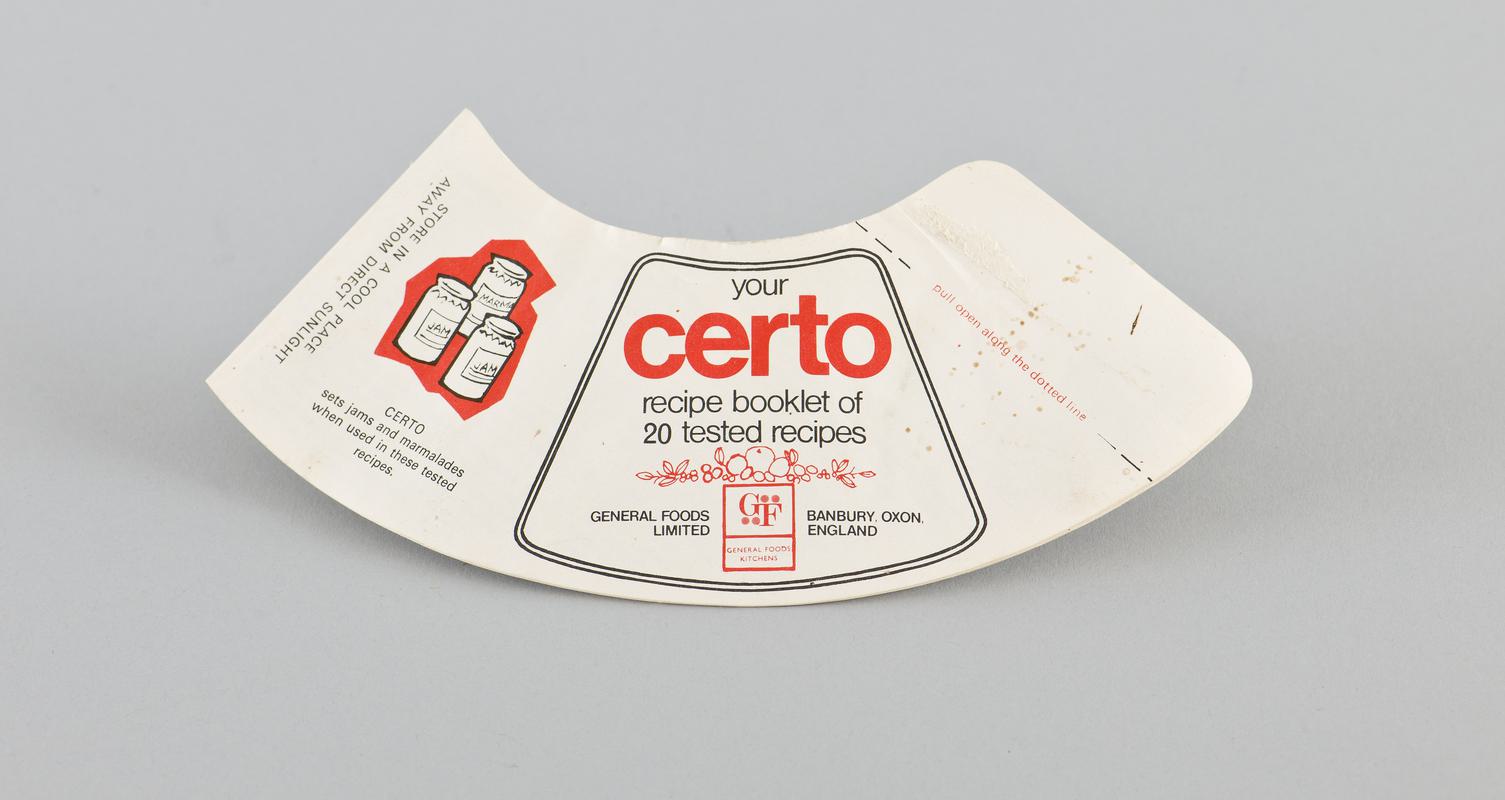 STORE IN A COOL PLACE
AWAY FROM DIRECT SUNLIGHT
MARMA
JAM
JAM
CERTO
sets jams and marmalades
when used in these tested
recipes.
your
certo
recipe booklet of
20 tested recipes
GENERAL FOODS
LIMITED
GF
GENERAL FOODS
KITCHENS
BANBURY, OXON,
ENGLAND
pull open along the dotted line